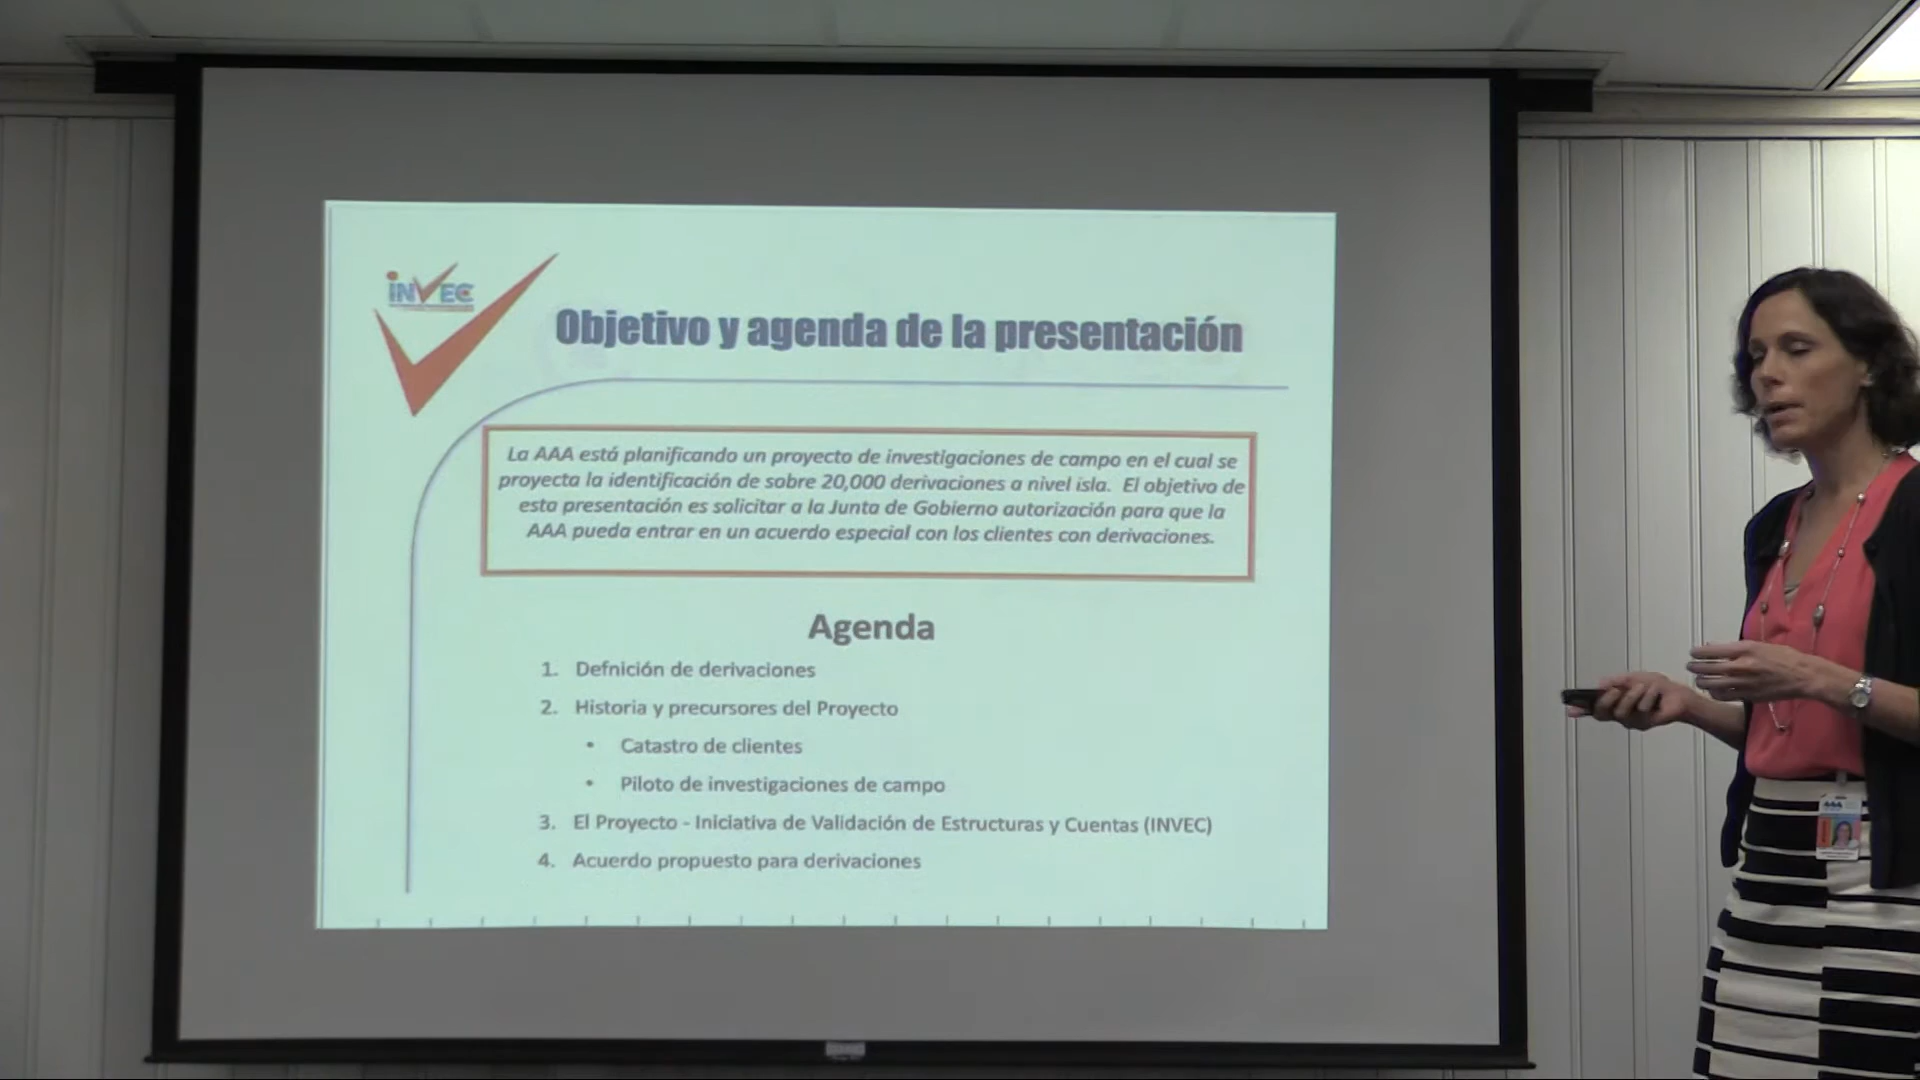 INVEC
Objetivo y agenda de la presentación
La AAA está planificando un proyecto de investigaciones de campo en el cual se
proyecta la identificación de sobre 20,000 derivaciones a nivel isla. El objetivo de
esta presentación es solicitar a la Junta de Gobierno autorización para que la
AAA pueda entrar en un acuerdo especial con los clientes con derivaciones.
Agenda
1. Defnición de derivaciones
2. Historia y precursores del Proyecto
• Catastro de clientes
• Piloto de investigaciones de campo
3. El Proyecto - Iniciativa de Validación de Estructuras y Cuentas (INVEC)
4. Acuerdo propuesto para derivaciones
AAA